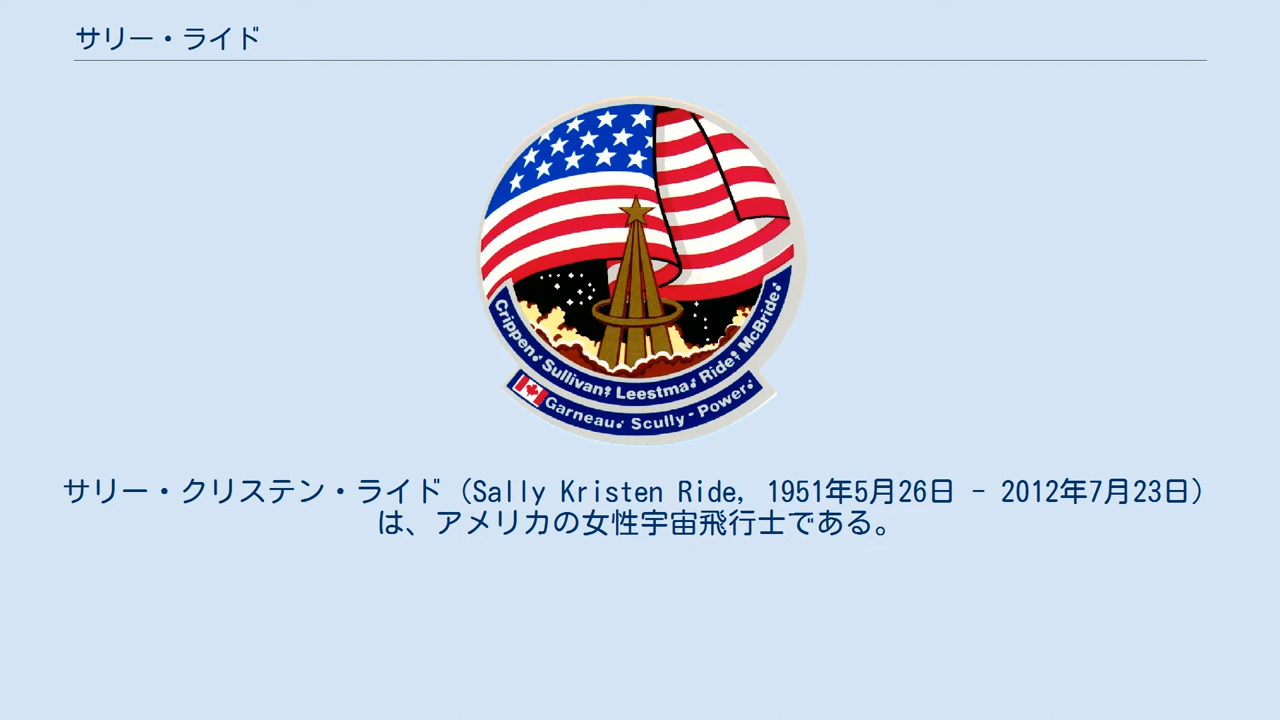 サリー・ライド
Crippen Sullivan Leestma Ride McBride
Garneau Scully-Power
サリー・クリステン・ライド（Sally Kristen Ride, 1951年5月26日 - 2012年7月23日）
は、アメリカの女性宇宙飛行士である。